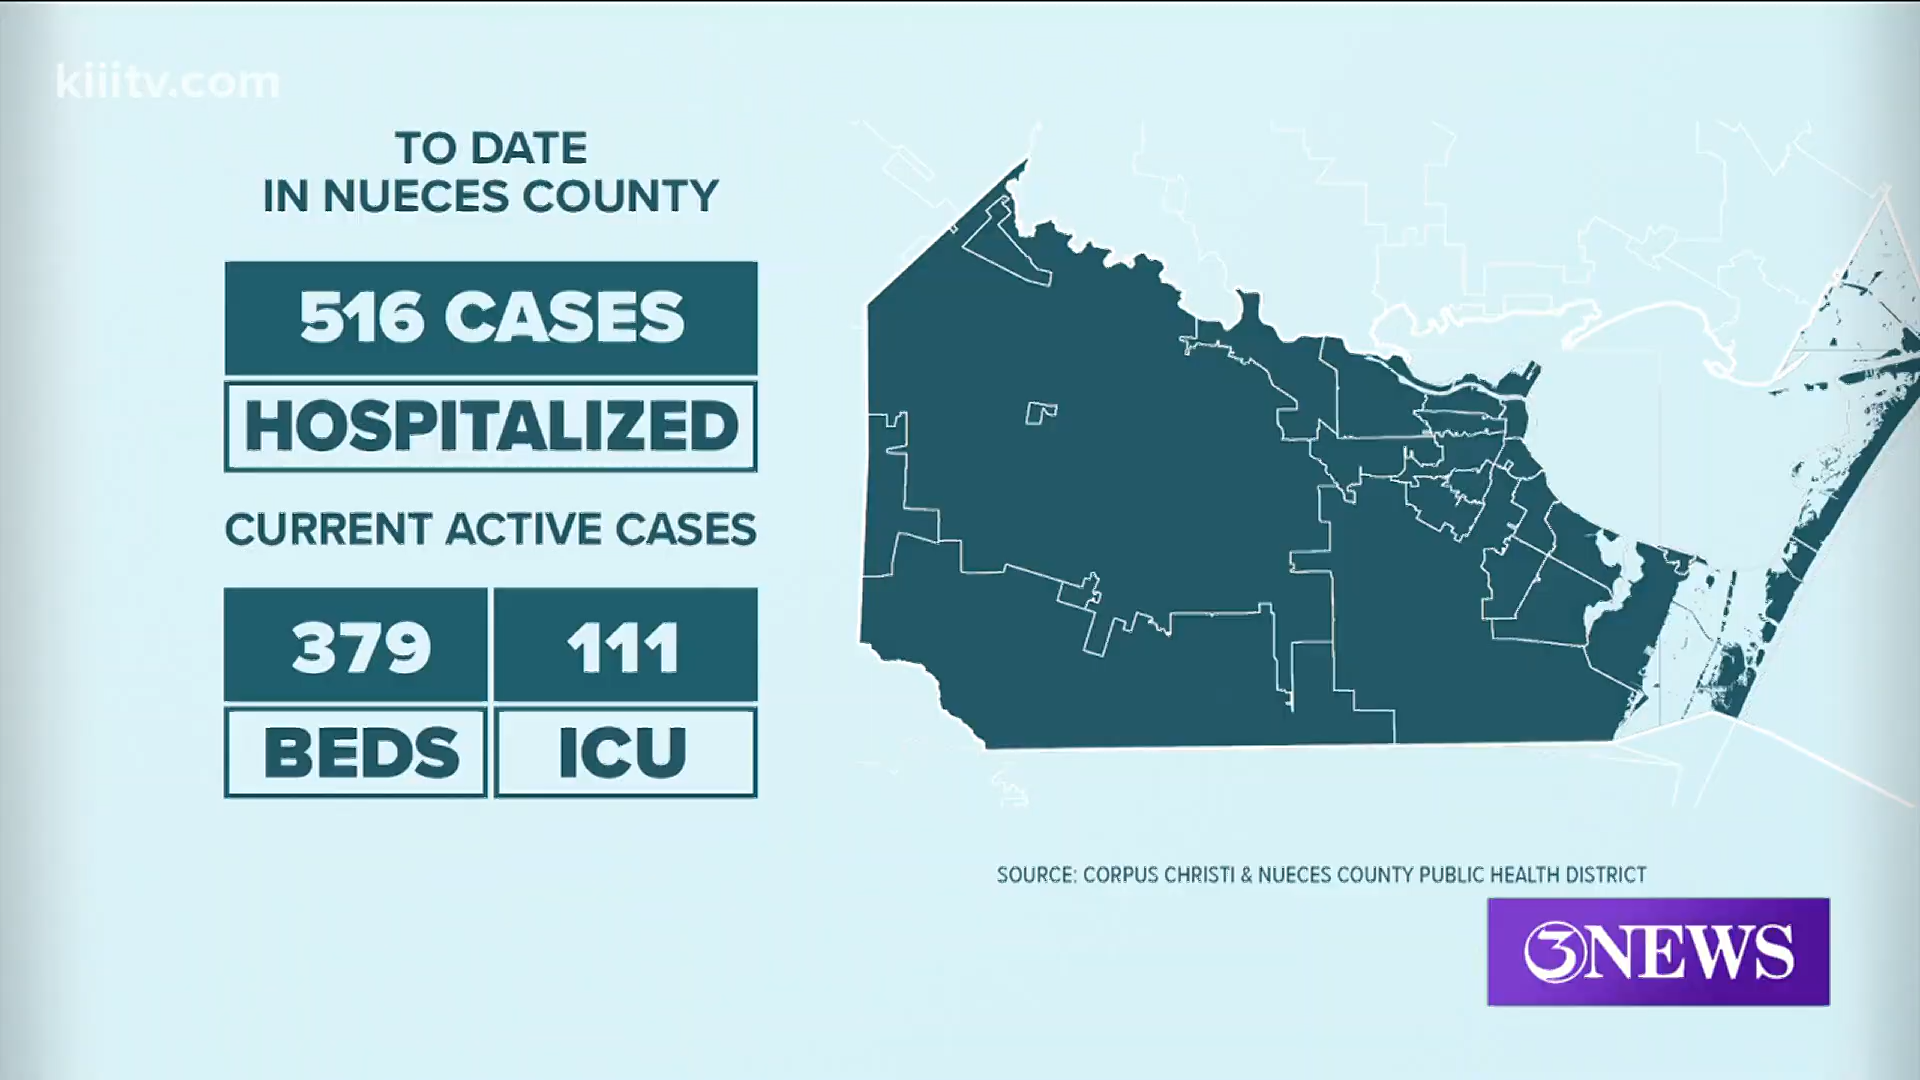 kiiitv.com
TO DATE
IN NUECES COUNTY
516 CASES
HOSPITALIZED
CURRENT ACTIVE CASES
379 111
BEDS ICU
SOURCE: CORPUS CHRISTI & NUECES COUNTY PUBLIC HEALTH DISTRICT
3NEWS